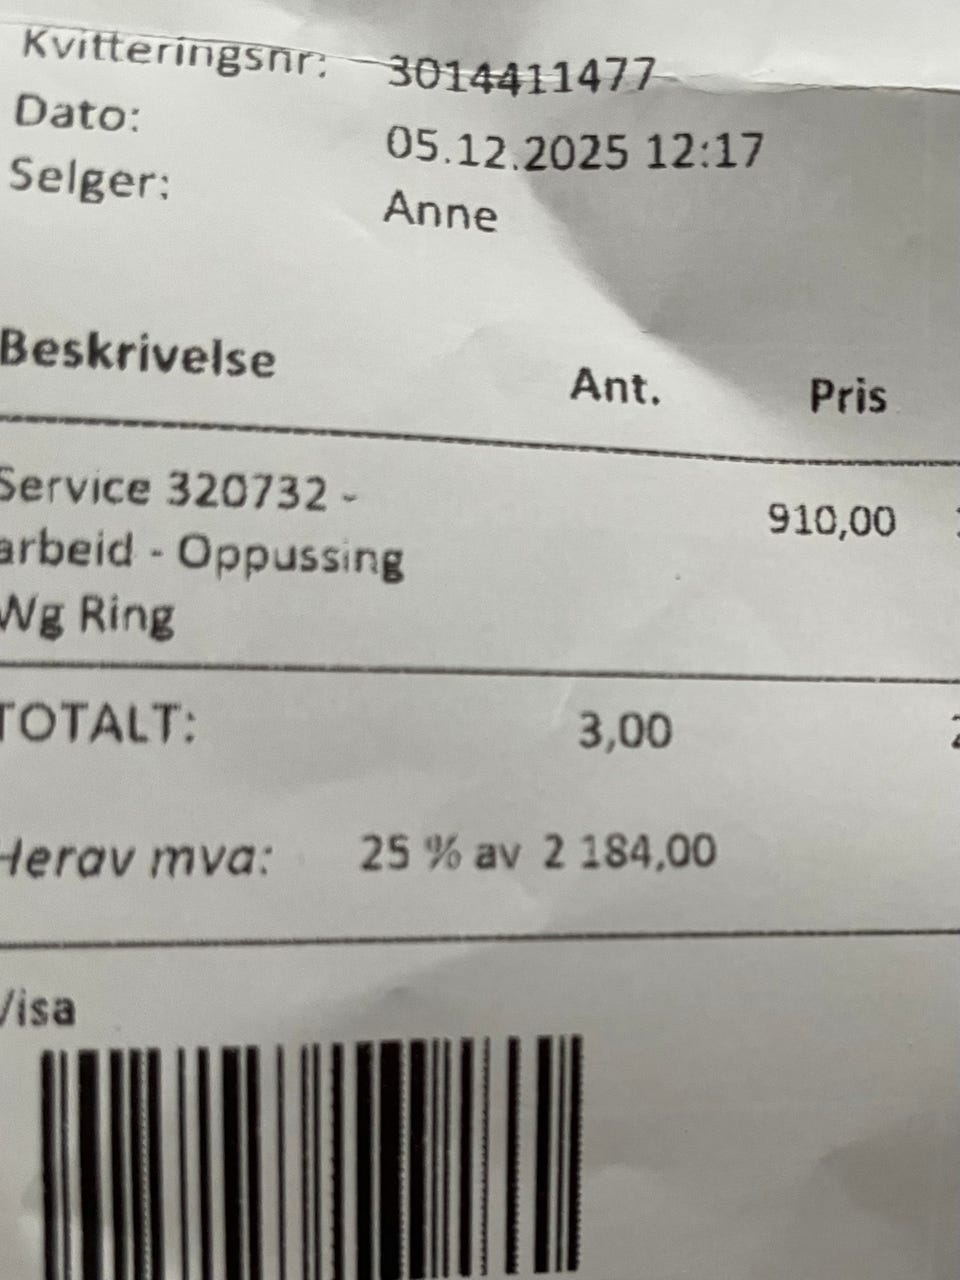 Kvitteringsnr: 3014411477
Dato: 05.12.2025 12:17
Selger: Anne
Beskrivelse Ant. Pris
Service 320732 - 910,00
arbeid - Oppussing
Wg Ring
TOTALT: 3,00
Herav mva: 25 % av 2 184,00
Visa